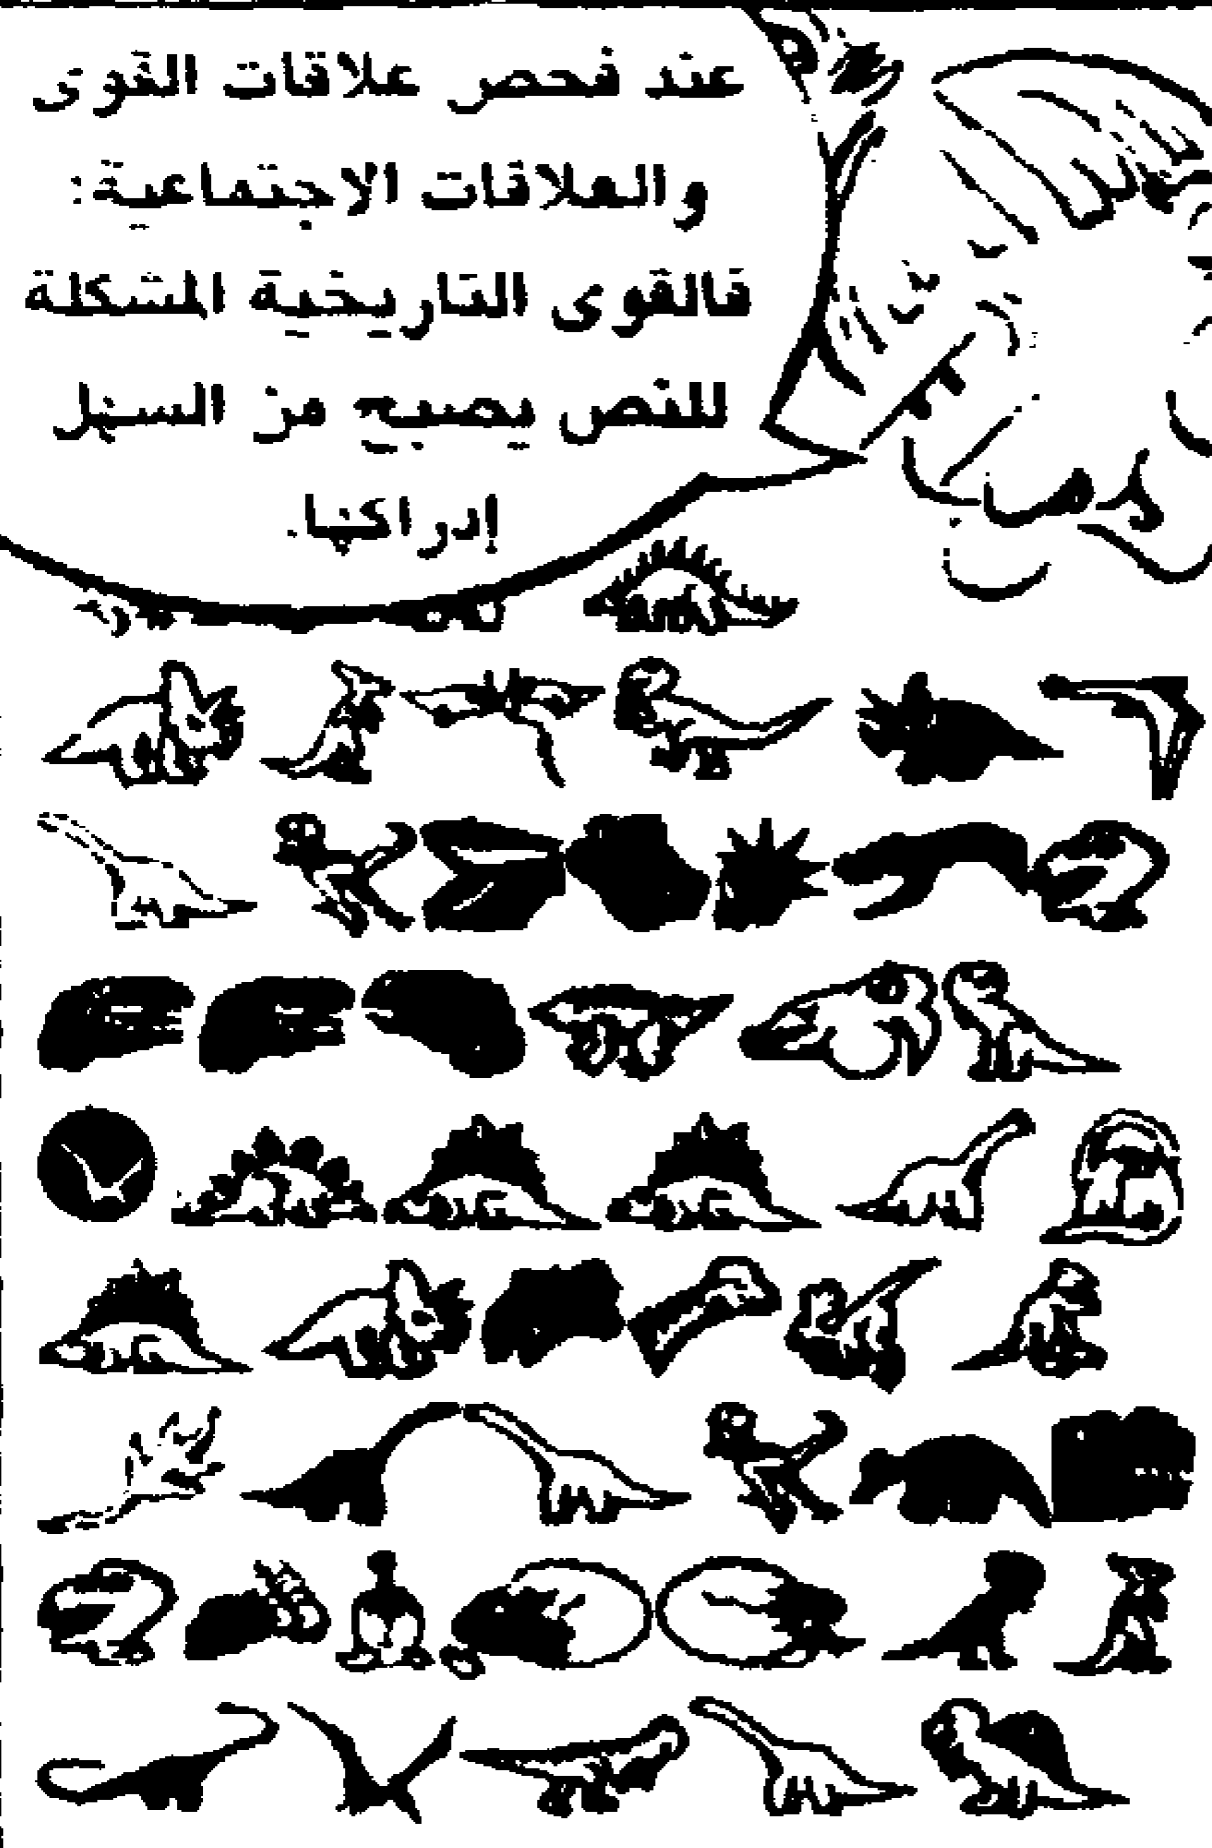 عند فحص علاقات القوى
والعلاقات الاجتماعية:
فالقوى التاريخية المشكلة
للنص يصبح من السهل
إدراكها.